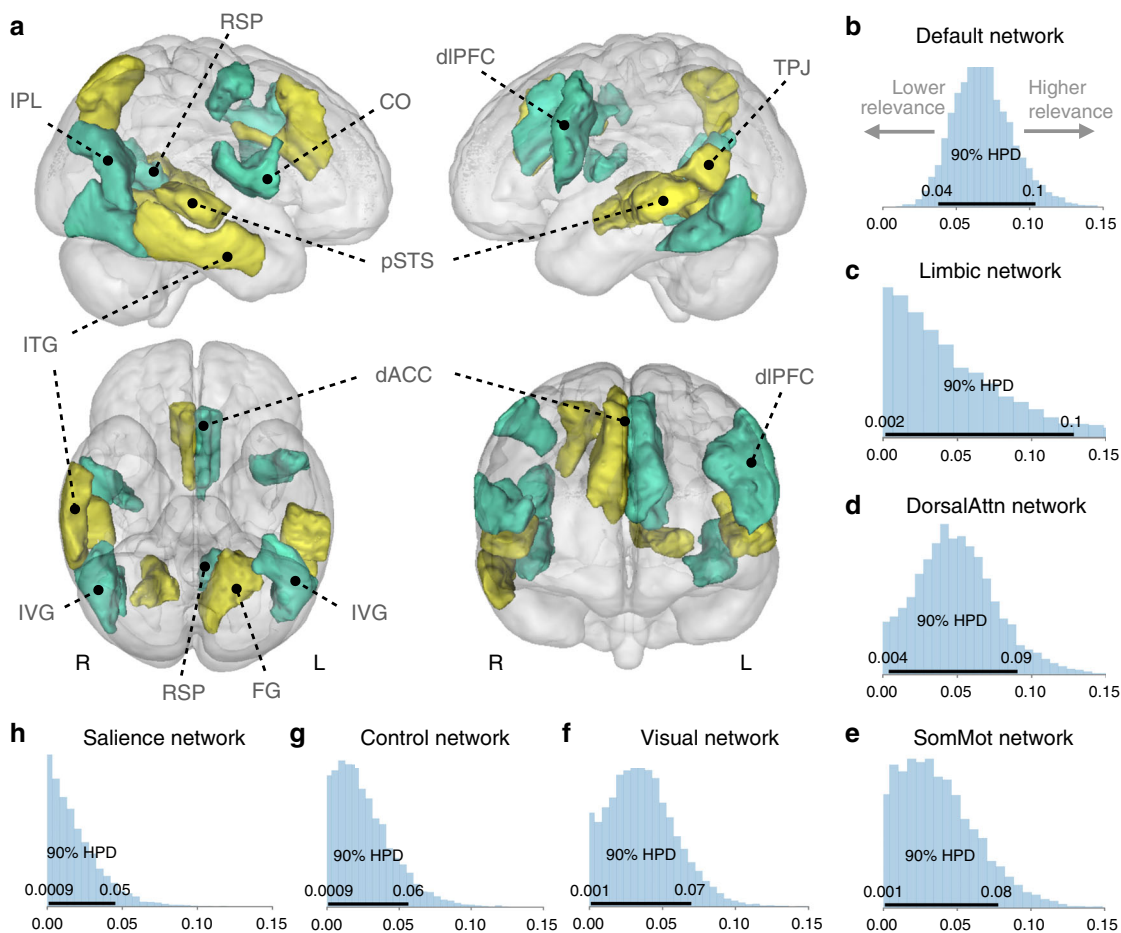 a
RSP
IPL
CO
dlPFC
TPJ
pSTS
ITG
dACC
dlPFC
IVG
IVG
R
L
RSP
FG
R
L
b
Default network
Lower
relevance
Higher
relevance
90% HPD
0.04
0.1
0.00
0.05
0.10
0.15
c
Limbic network
90% HPD
0.002
0.1
0.00
0.05
0.10
0.15
d
DorsalAttn network
90% HPD
0.004
0.09
0.00
0.05
0.10
0.15
h
Salience network
90% HPD
0.0009
0.05
0.00
0.05
0.10
0.15
g
Control network
90% HPD
0.0009
0.06
0.00
0.05
0.10
0.15
f
Visual network
90% HPD
0.001
0.07
0.00
0.05
0.10
0.15
e
SomMot network
90% HPD
0.001
0.08
0.00
0.05
0.10
0.15